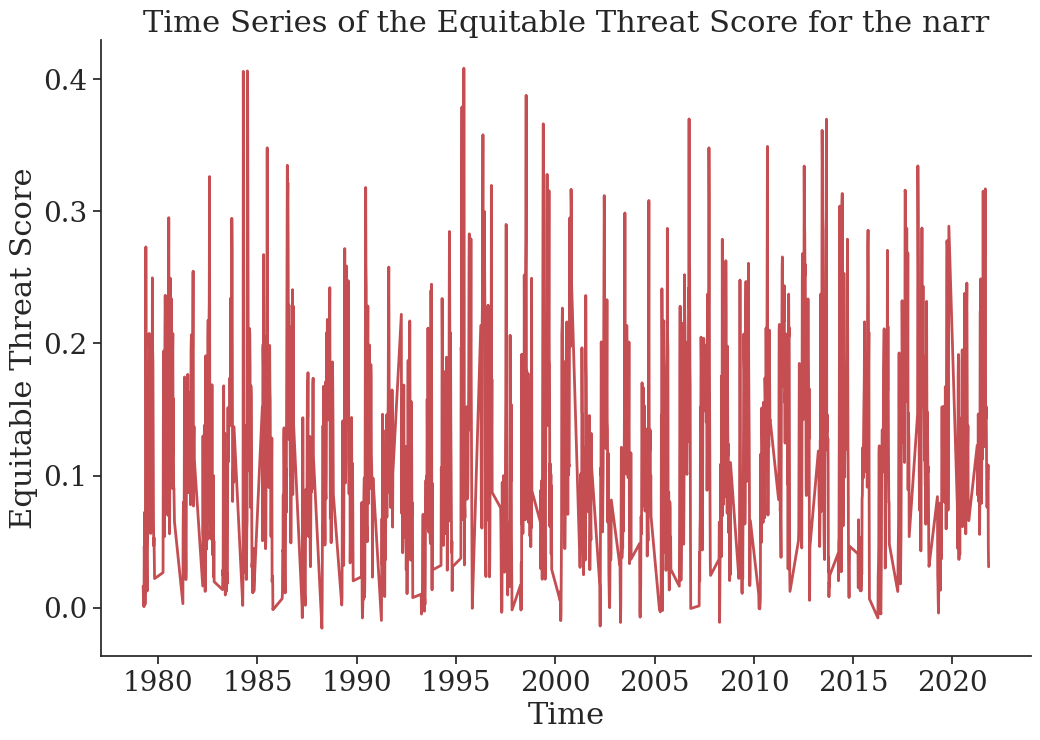 Time Series of the Equitable Threat Score for the narr
Equitable Threat Score
0.4
0.3
0.2
0.1
0.0
1980 1985 1990 1995 2000 2005 2010 2015 2020
Time